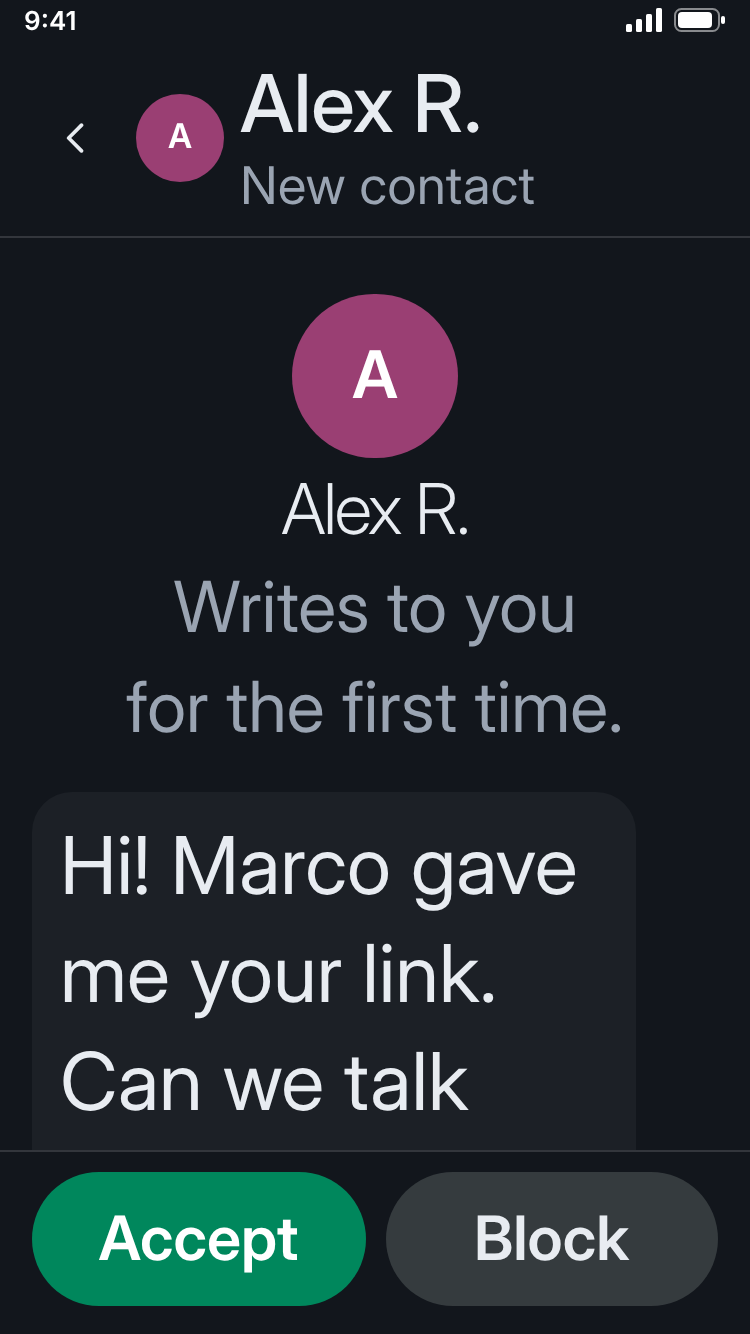 9:41
A
Alex R.
New contact
A
Alex R.
Writes to you
for the first time.
Hi! Marco gave
me your link.
Can we talk
Accept
Block